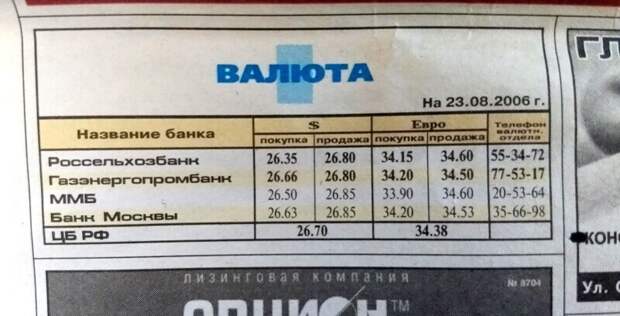 ВАЛЮТА
На 23.08.2006 г.
Название банка $ Евро Телефон валютн. отдела
покупка продажа покупка продажа
Россельхозбанк 26.35 26.80 34.15 34.60 55-34-72
Газэнергопромбанк 26.66 26.80 34.20 34.50 77-53-17
ММБ 26.50 26.85 33.90 34.60 20-53-64
Банк Москвы 26.63 26.85 34.20 34.53 35-66-98
ЦБ РФ 26.70 34.38
ЛИЗИНГОВАЯ КОМПАНИЯ
№ 8704
ГЛ
КОНС
Ул. С